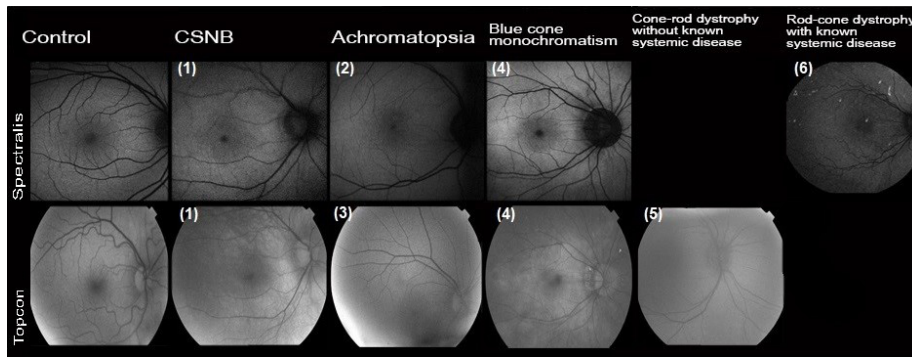 Control
CSNB
Achromatopsia
Blue cone
monochromatism
Cone-rod dystrophy
without known
systemic disease
Rod-cone dystrophy
with known
systemic disease
Spectralis
(1)
(2)
(4)
(6)
Topcon
(1)
(3)
(4)
(5)